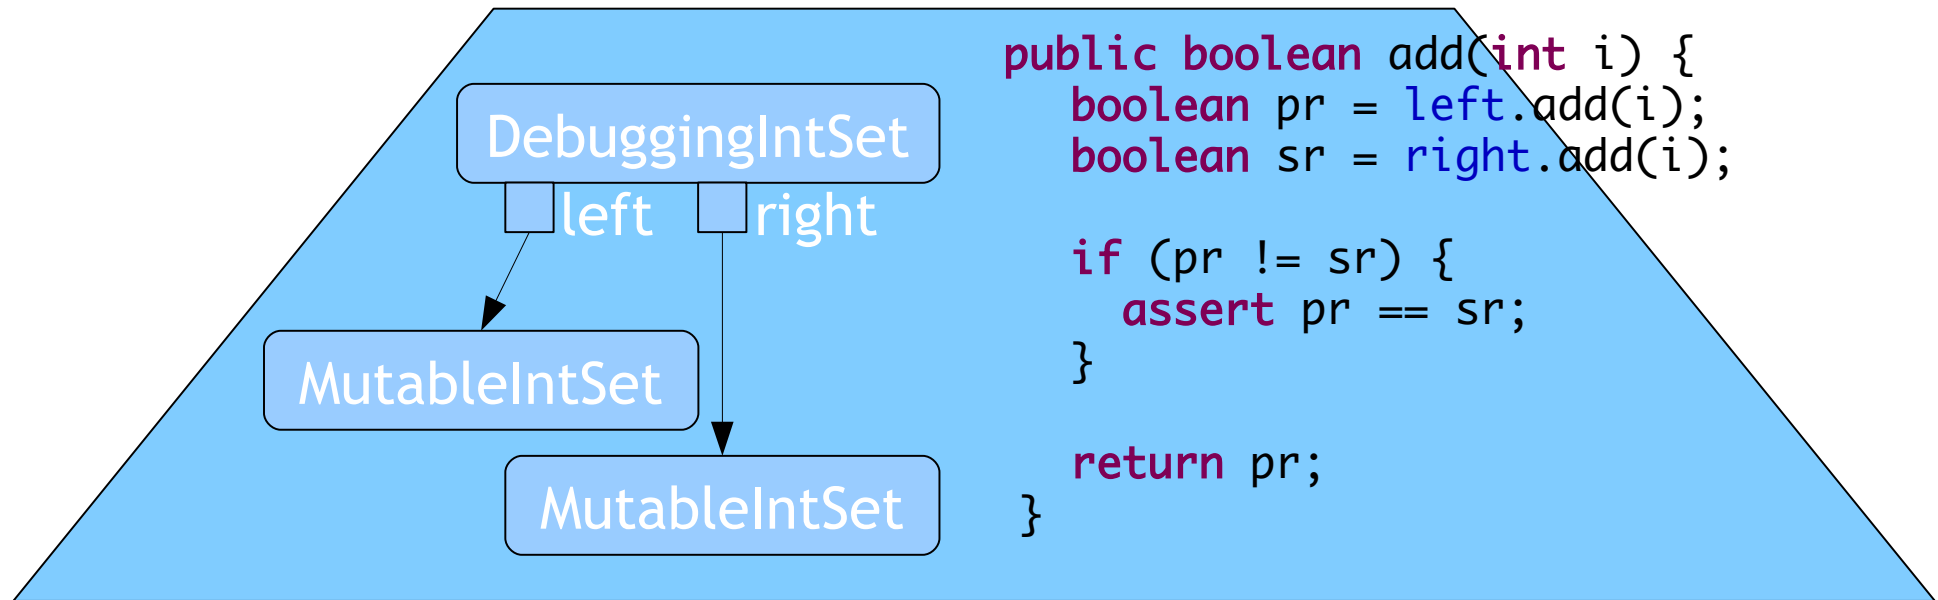 DebuggingIntSet
left
right
MutableIntSet
MutableIntSet
public boolean add(int i) {
boolean pr = left.add(i);
boolean sr = right.add(i);
if (pr != sr) {
assert pr == sr;
}
return pr;
}